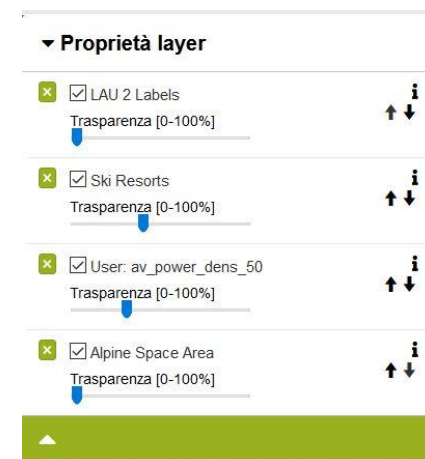 Proprietà layer
LAU 2 Labels
Trasparenza [0-100%]
Ski Resorts
Trasparenza [0-100%]
User: av_power_dens_50
Trasparenza [0-100%]
Alpine Space Area
Trasparenza [0-100%]